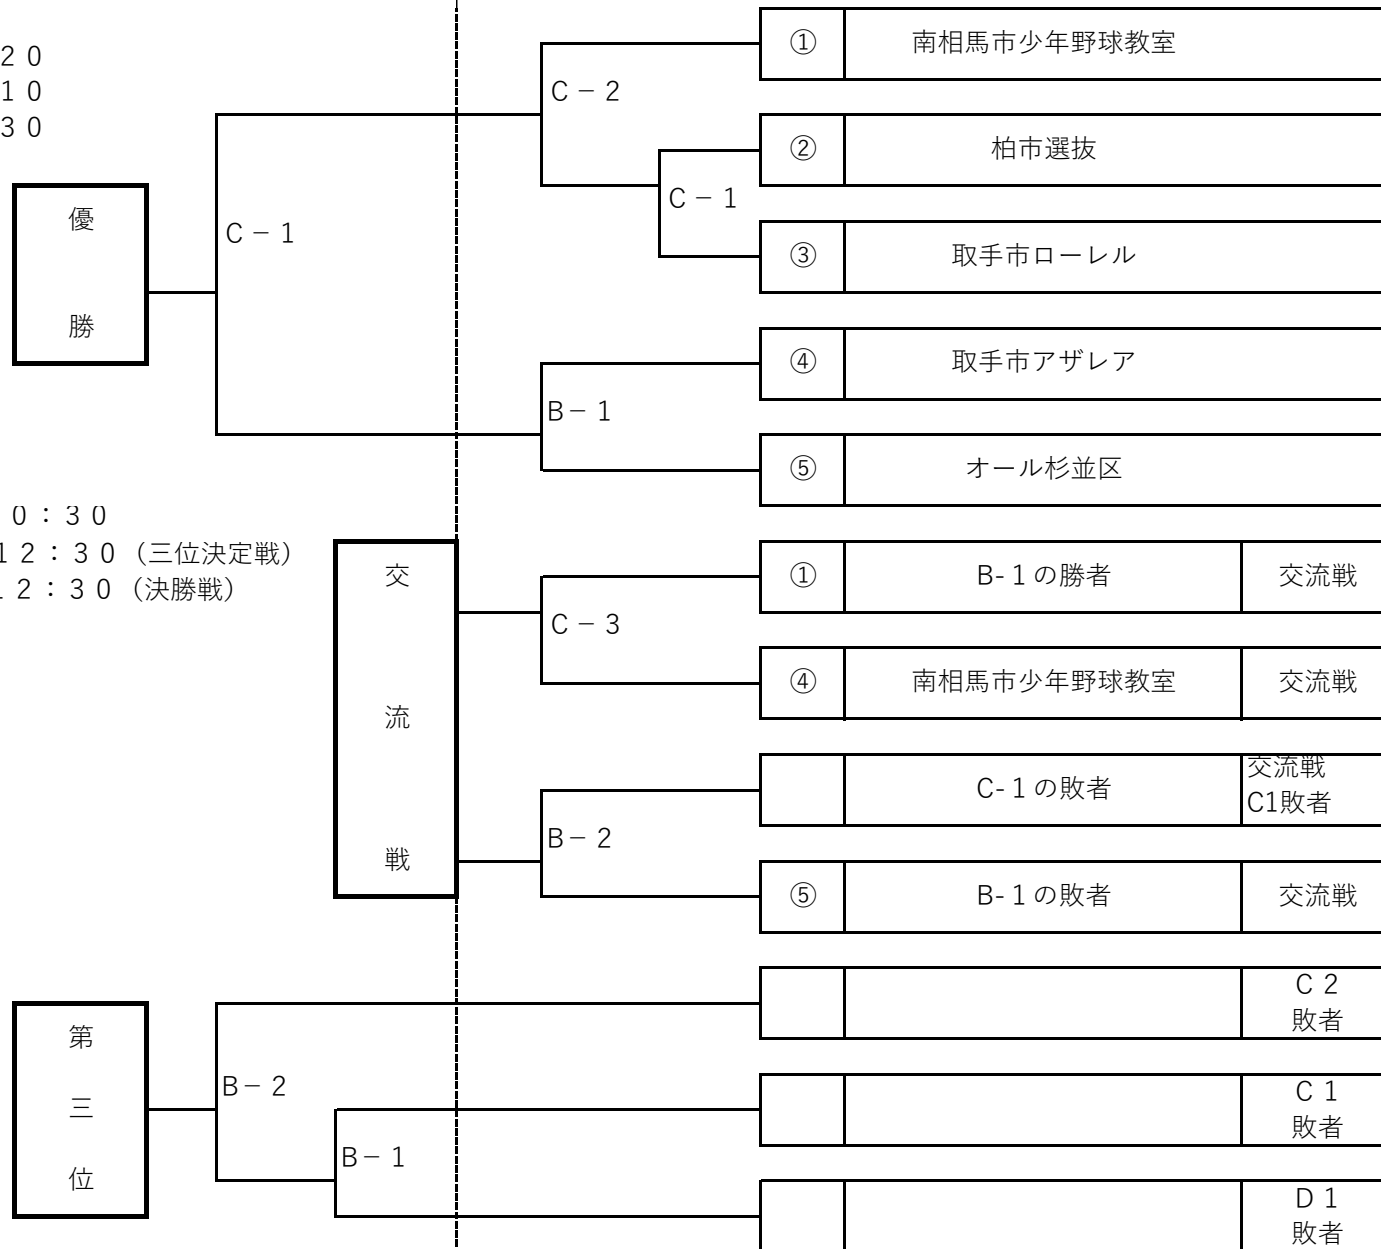 ① 南相馬市少年野球教室
２０
Ｃ－２
１０
３０
② 柏市選抜
Ｃ－１
優
勝
Ｃ－１
③ 取手市ローレル
④ 取手市アザレア
Ｂ－１
⑤ オール杉並区
０：３０
１２：３０（三位決定戦）
２：３０（決勝戦）
交
流
戦
① B-１の勝者 交流戦
Ｃ－３
④ 南相馬市少年野球教室 交流戦
C-１の敗者 交流戦
C1敗者
Ｂ－２
⑤ B-１の敗者 交流戦
第
三
位
Ｃ２
敗者
Ｂ－２
Ｃ１
敗者
Ｂ－１
Ｄ１
敗者